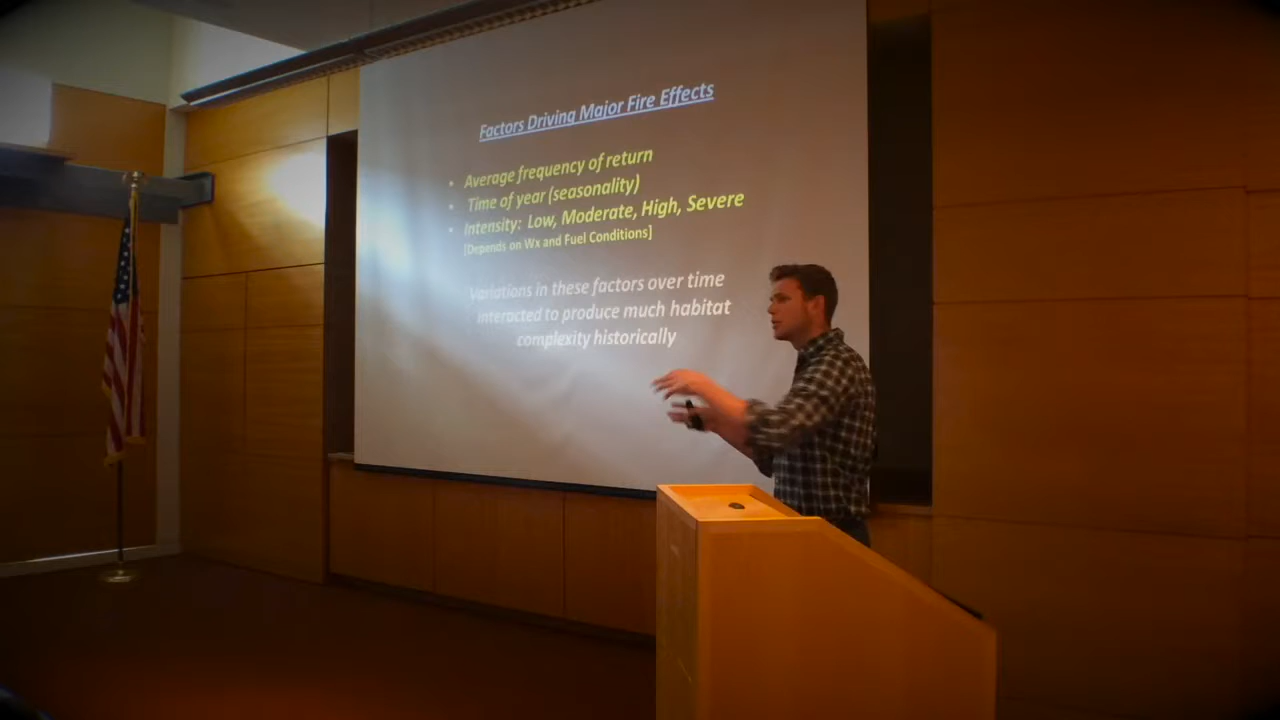 Factors Driving Major Fire Effects
• Average frequency of return
• Time of year (seasonality)
• Intensity: Low, Moderate, High, Severe
[Depends on Wx and Fuel Conditions]
Variations in these factors over time
interacted to produce much habitat
complexity historically